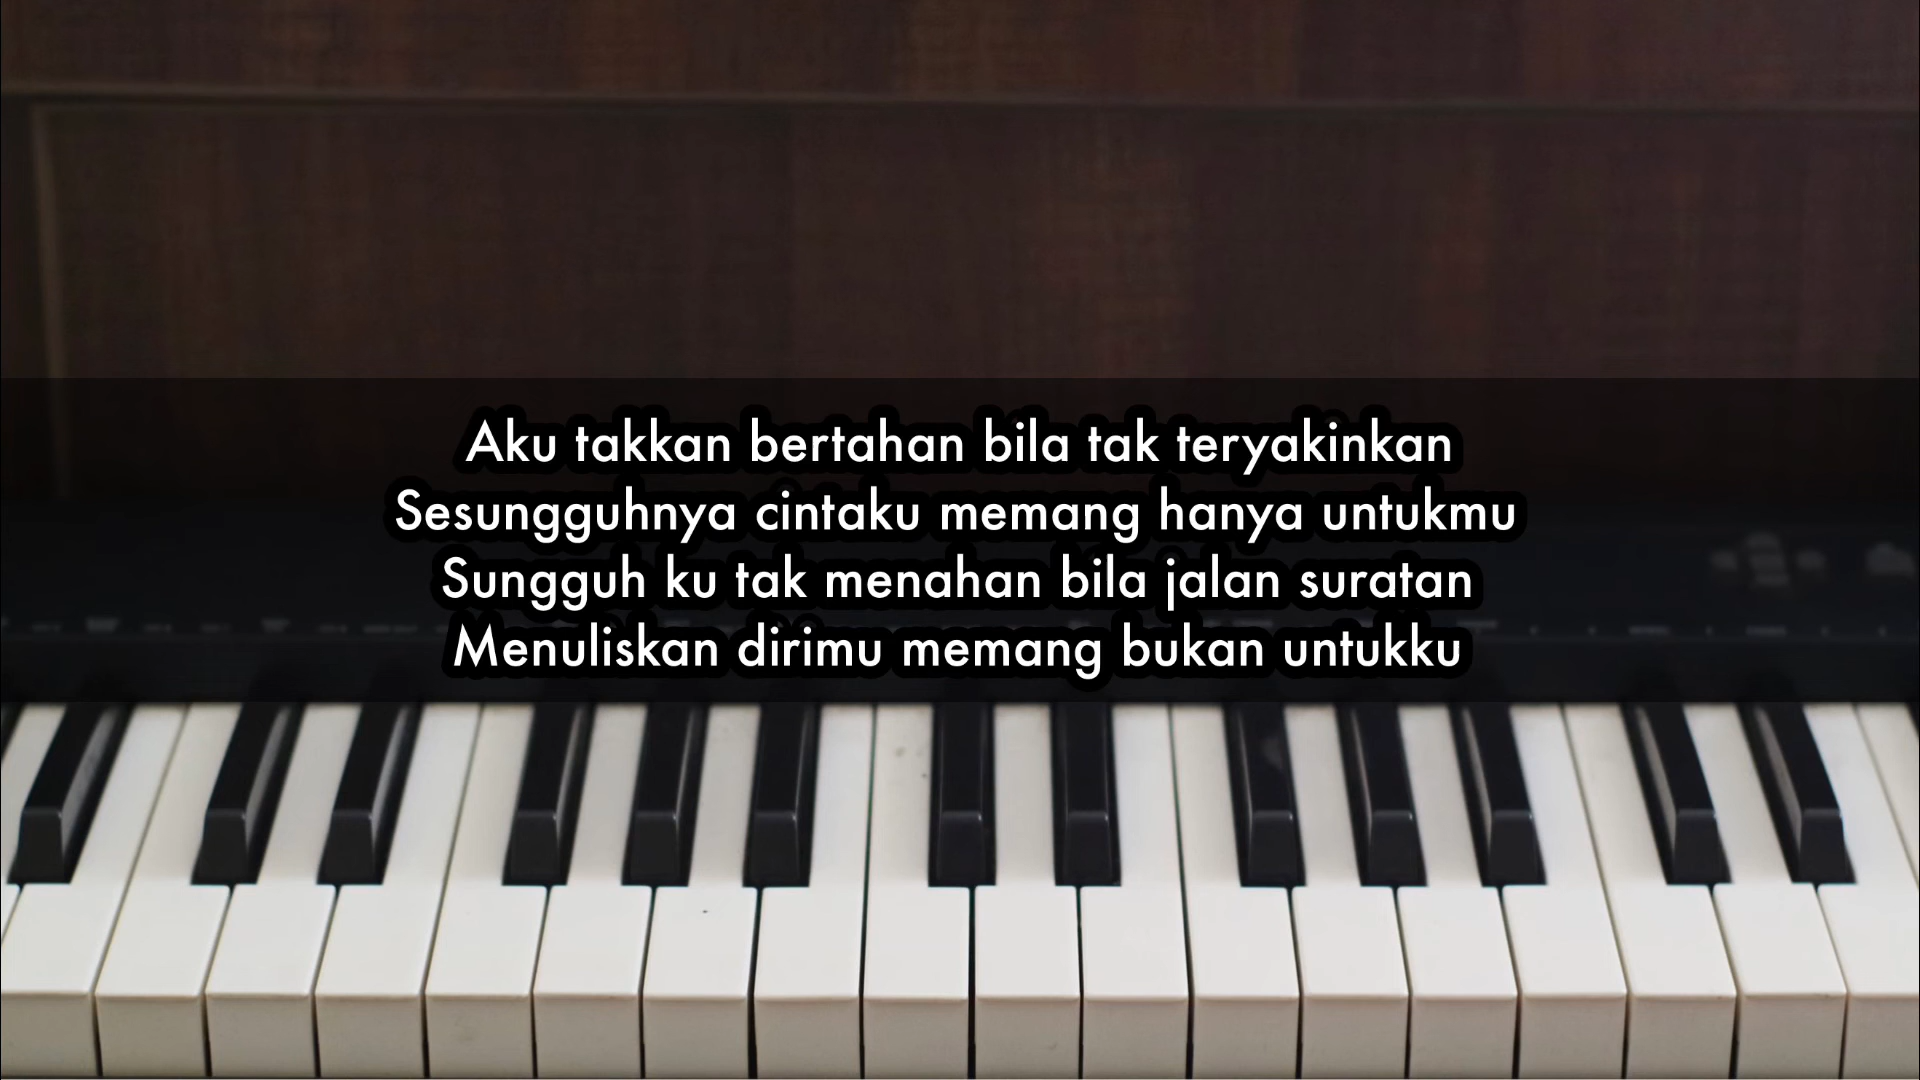 Aku takkan bertahan bila tak teryakinkan
Sesungguhnya cintaku memang hanya untukmu
Sungguh ku tak menahan bila jalan suratan
Menuliskan dirimu memang bukan untukku